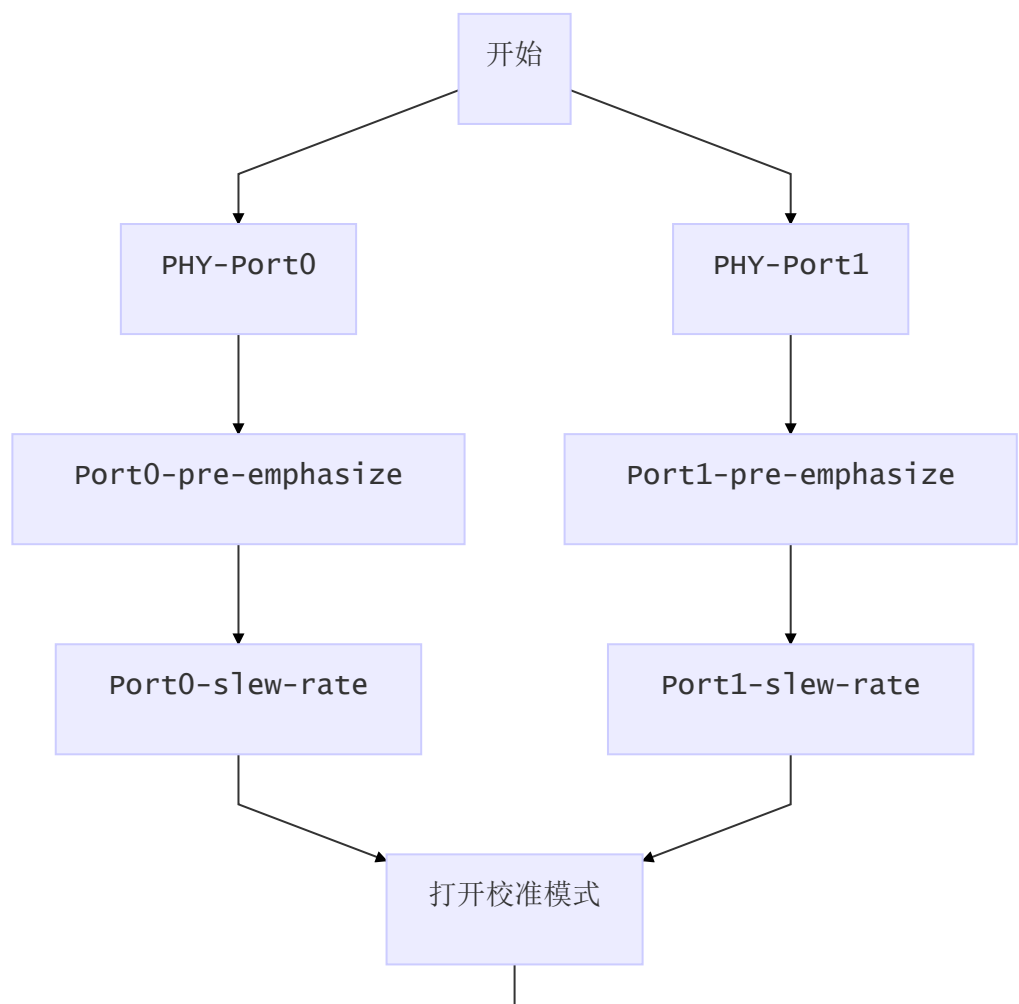 开始
PHY-Port0
PHY-Port1
Port0-pre-emphasize
Port1-pre-emphasize
Port0-slew-rate
Port1-slew-rate
打开校准模式